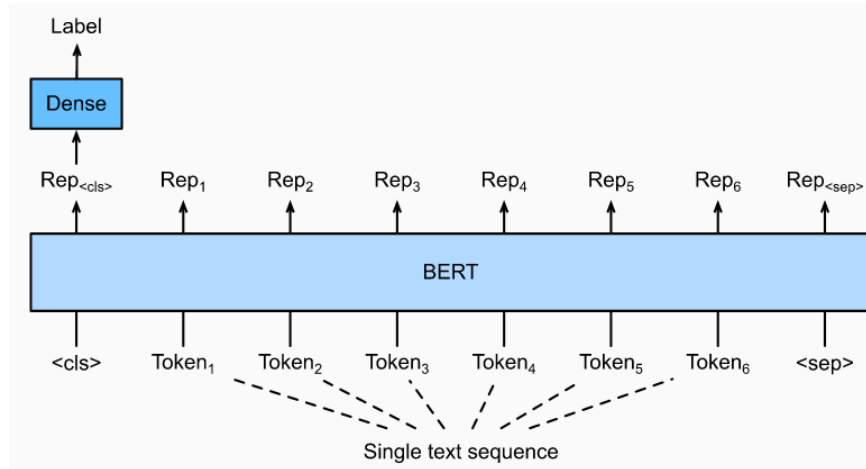 Label
Dense
Rep<cls> Rep1 Rep2 Rep3 Rep4 Rep5 Rep6 Rep<sep>
BERT
<cls> Token1 Token2 Token3 Token4 Token5 Token6 <sep>
Single text sequence